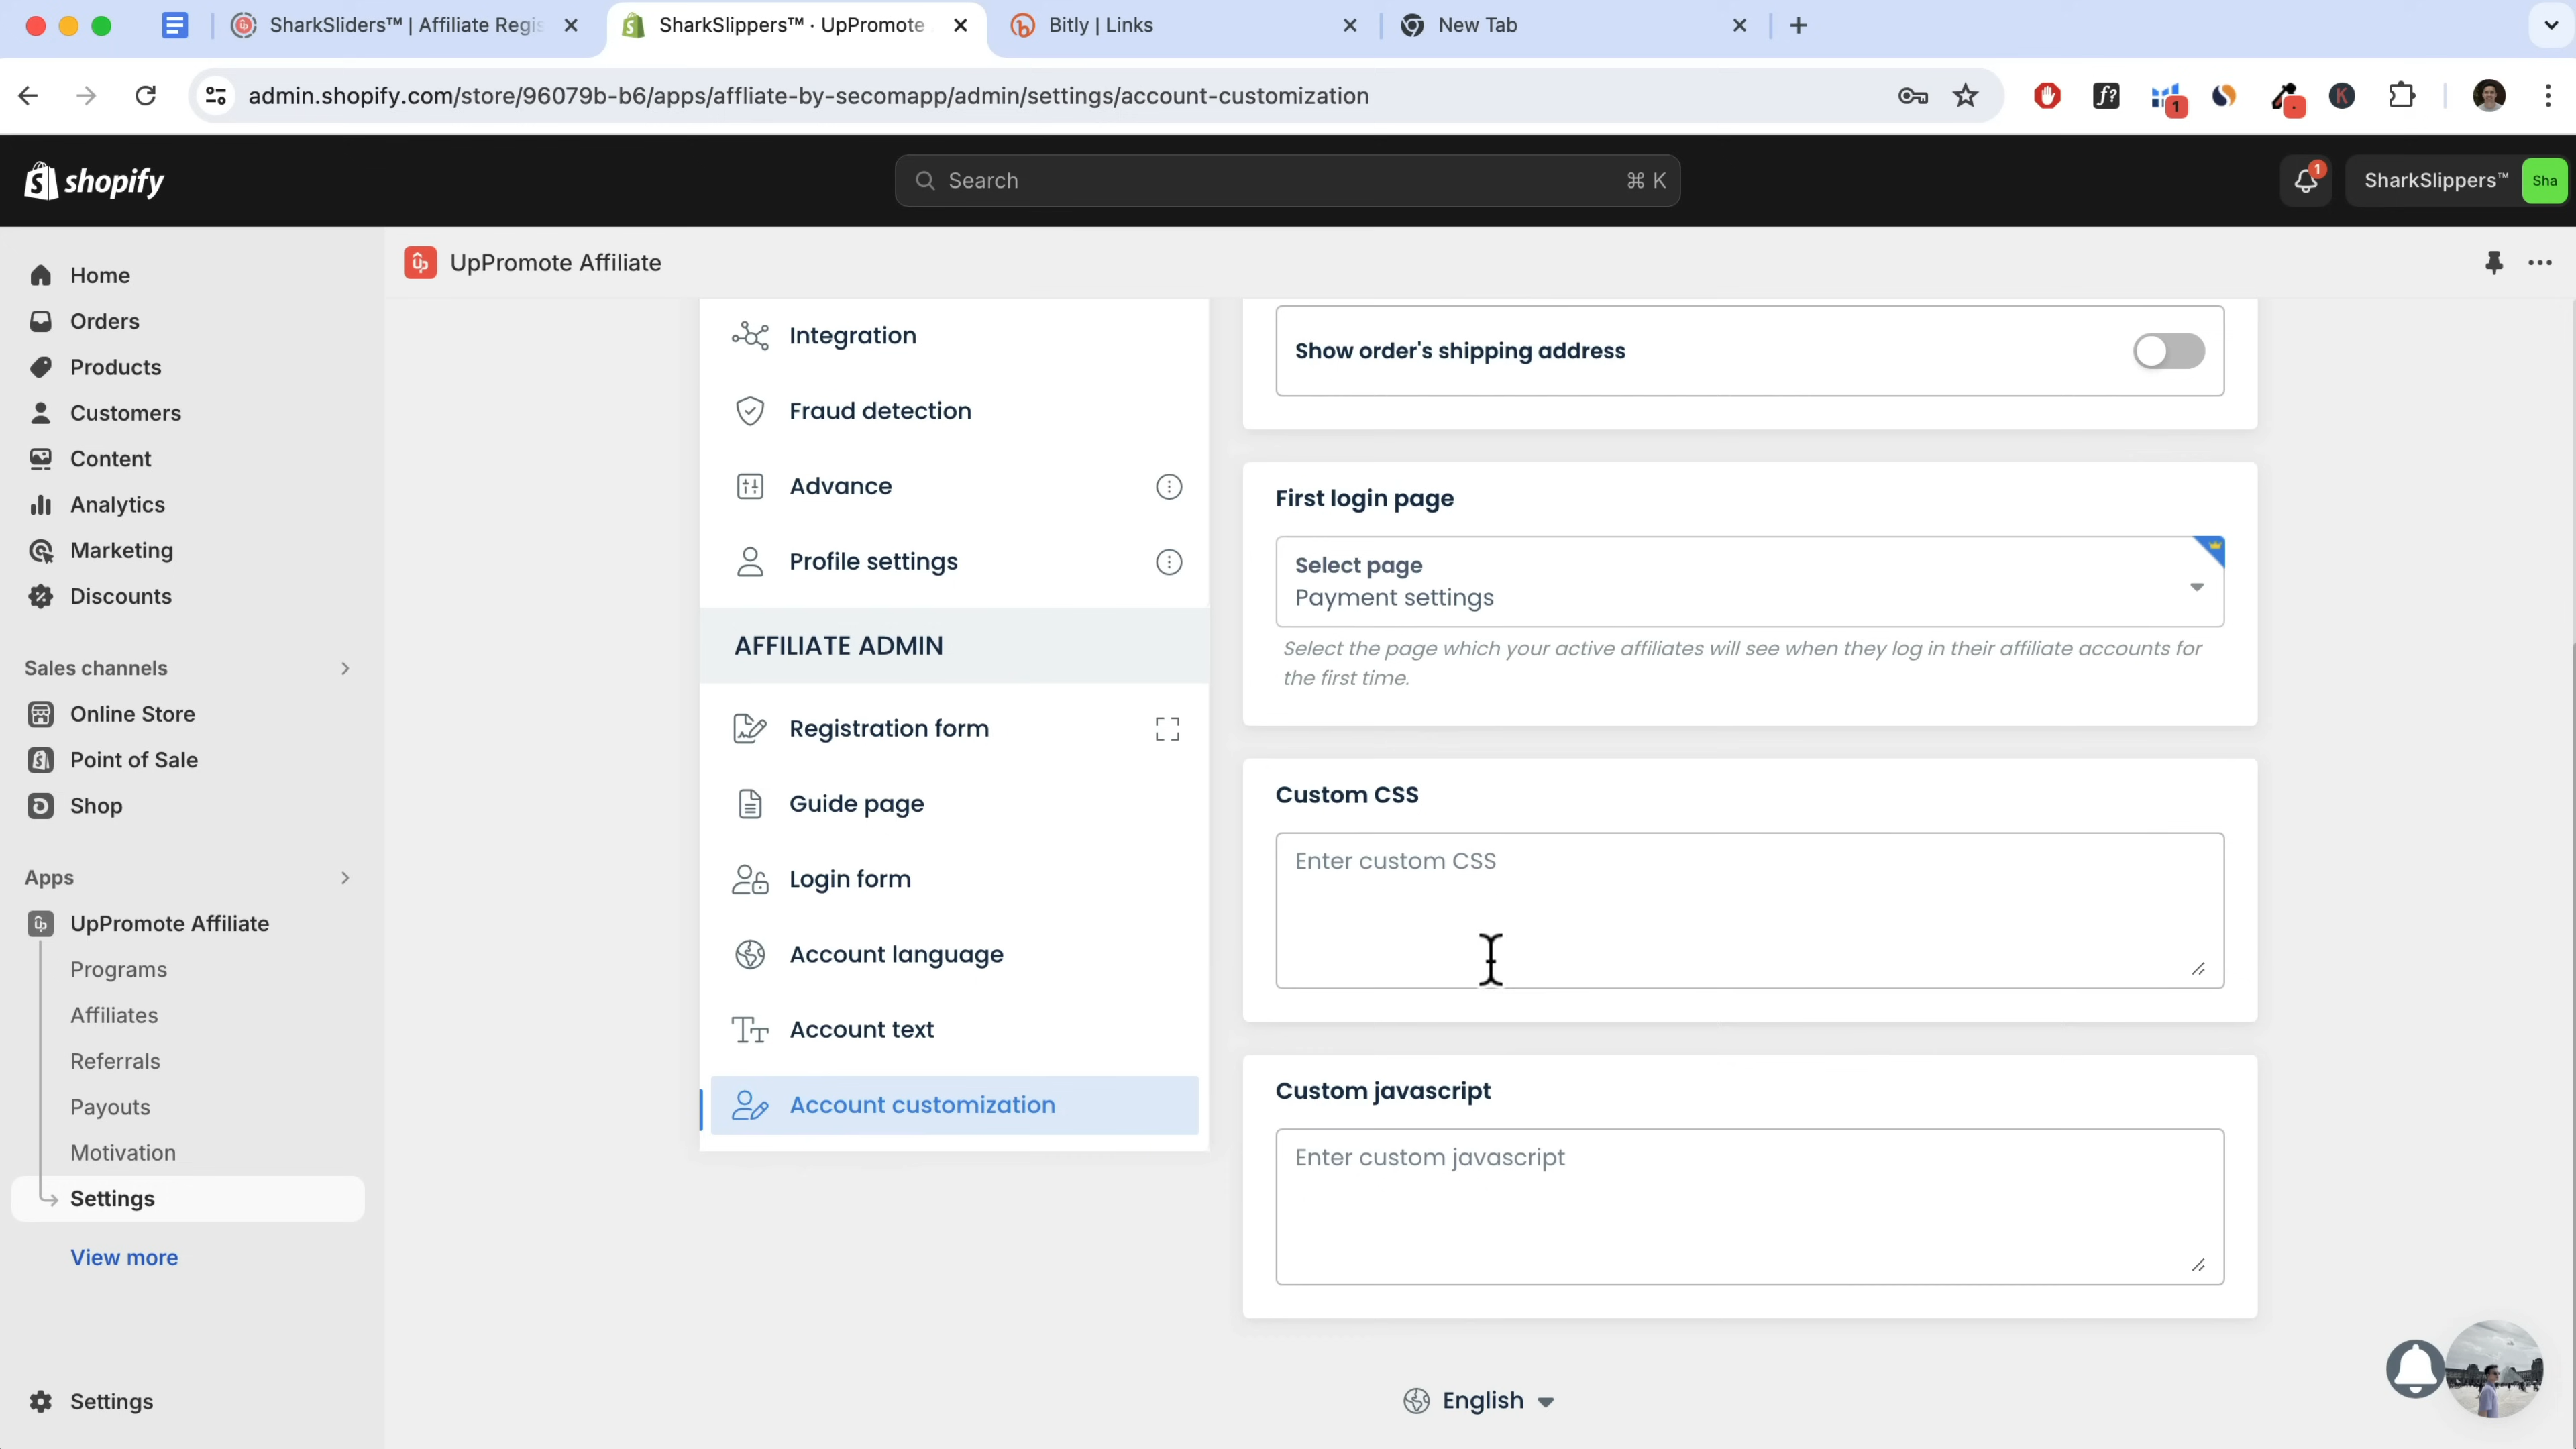 SharkSliders™ | Affiliate Regis
SharkSlippers™ · UpPromote
Bitly | Links
New Tab
admin.shopify.com/store/96079b-b6/apps/affliate-by-secomapp/admin/settings/account-customization
f?
1
K
shopify
Search
⌘ K
1
SharkSlippers™
Sha
Home
Orders
Products
Customers
Content
Analytics
Marketing
Discounts
Sales channels
Online Store
Point of Sale
Shop
Apps
UpPromote Affiliate
Programs
Affiliates
Referrals
Payouts
Motivation
Settings
View more
Settings
UpPromote Affiliate
Integration
Fraud detection
Advance
Profile settings
AFFILIATE ADMIN
Registration form
Guide page
Login form
Account language
Account text
Account customization
Show order's shipping address
First login page
Select page
Payment settings
Select the page which your active affiliates will see when they log in their affiliate accounts for
the first time.
Custom CSS
Enter custom CSS
Custom javascript
Enter custom javascript
English